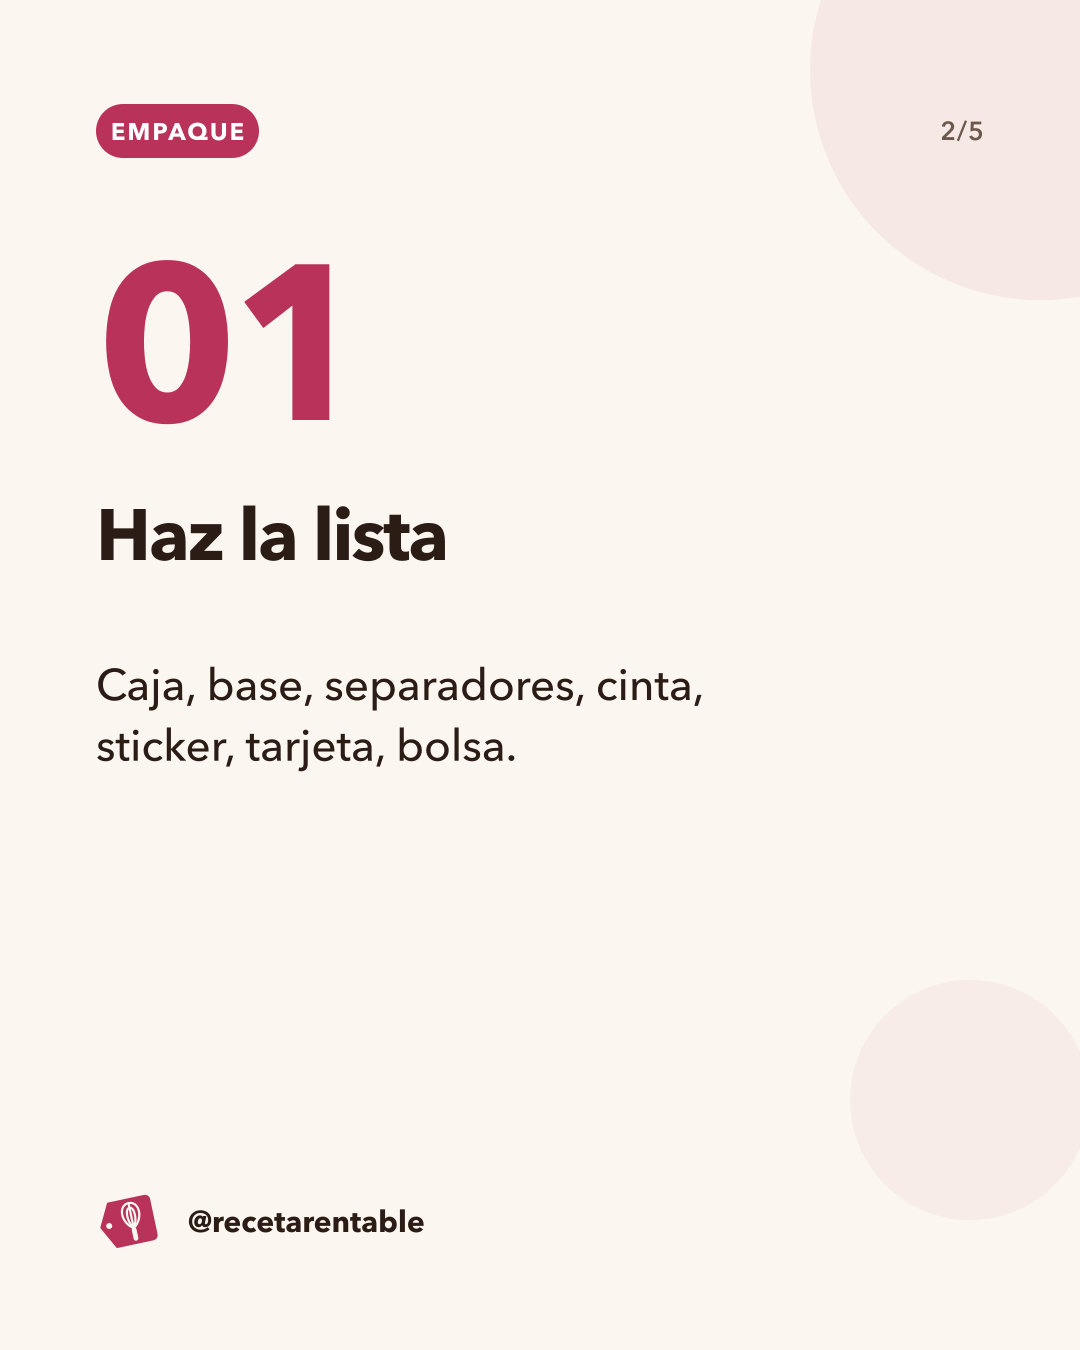 EMPAQUE
2/5
01
Haz la lista
Caja, base, separadores, cinta,
sticker, tarjeta, bolsa.
@recetarentable